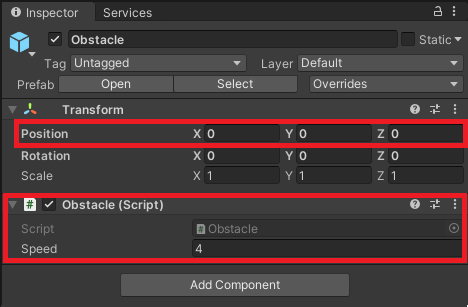 Inspector Services
Obstacle Static
Tag Untagged Layer Default
Prefab Open Select Overrides
Transform
Position X 0 Y 0 Z 0
Rotation X 0 Y 0 Z 0
Scale X 1 Y 1 Z 1
# Obstacle (Script)
Script # Obstacle
Speed 4
Add Component